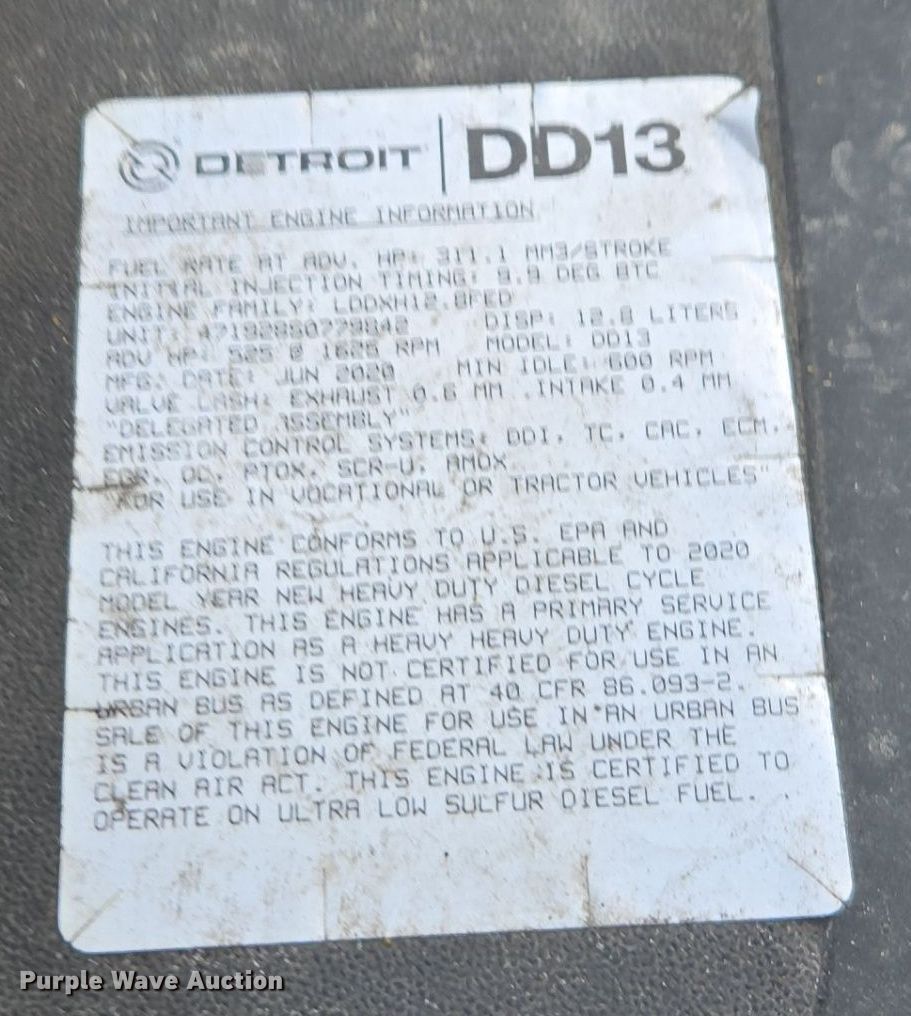 DETROIT DD13
IMPORTANT ENGINE INFORMATION
FUEL RATE AT ADV. HP: 311.1 MM3/STROKE
INITIAL INJECTION TIMING: 9.9 DEG BTC
ENGINE FAMILY: LDDXH12.8FED
UNIT: DISP: 12.8 LITERS
ADV HP: 525 @ 1625 RPM MODEL: DD13
MFG. DATE: JUN 2020 MIN IDLE: 600 RPM
VALVE LASH: EXHAUST 0.6 MM .INTAKE 0.4 MM
"DELEGATED ASSEMBLY"
EMISSION CONTROL SYSTEMS: DDI, TC, CAC, ECM,
EGR, OC, PTOX, SCR-U, AMOX
"FOR USE IN VOCATIONAL OR TRACTOR VEHICLES"
THIS ENGINE CONFORMS TO U.S. EPA AND
CALIFORNIA REGULATIONS APPLICABLE TO 2020
MODEL YEAR NEW HEAVY DUTY DIESEL CYCLE
ENGINES. THIS ENGINE HAS A PRIMARY SERVICE
APPLICATION AS A HEAVY HEAVY DUTY ENGINE.
THIS ENGINE IS NOT CERTIFIED FOR USE IN AN
URBAN BUS AS DEFINED AT 40 CFR 86.093-2.
SALE OF THIS ENGINE FOR USE IN AN URBAN BUS
IS A VIOLATION OF FEDERAL LAW UNDER THE
CLEAN AIR ACT. THIS ENGINE IS CERTIFIED TO
OPERATE ON ULTRA LOW SULFUR DIESEL FUEL.
Purple Wave Auction